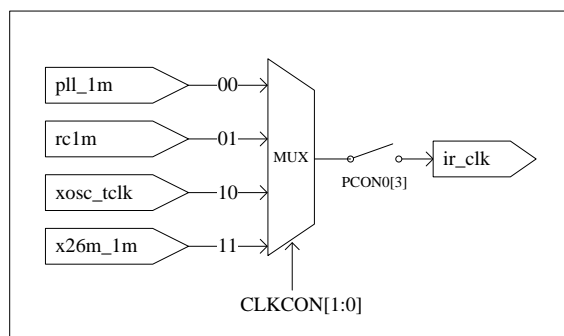 pll_1m 00
rc1m 01
MUX
ir_clk
xosc_tclk 10
PCON0[3]
x26m_1m 11
CLKCON[1:0]